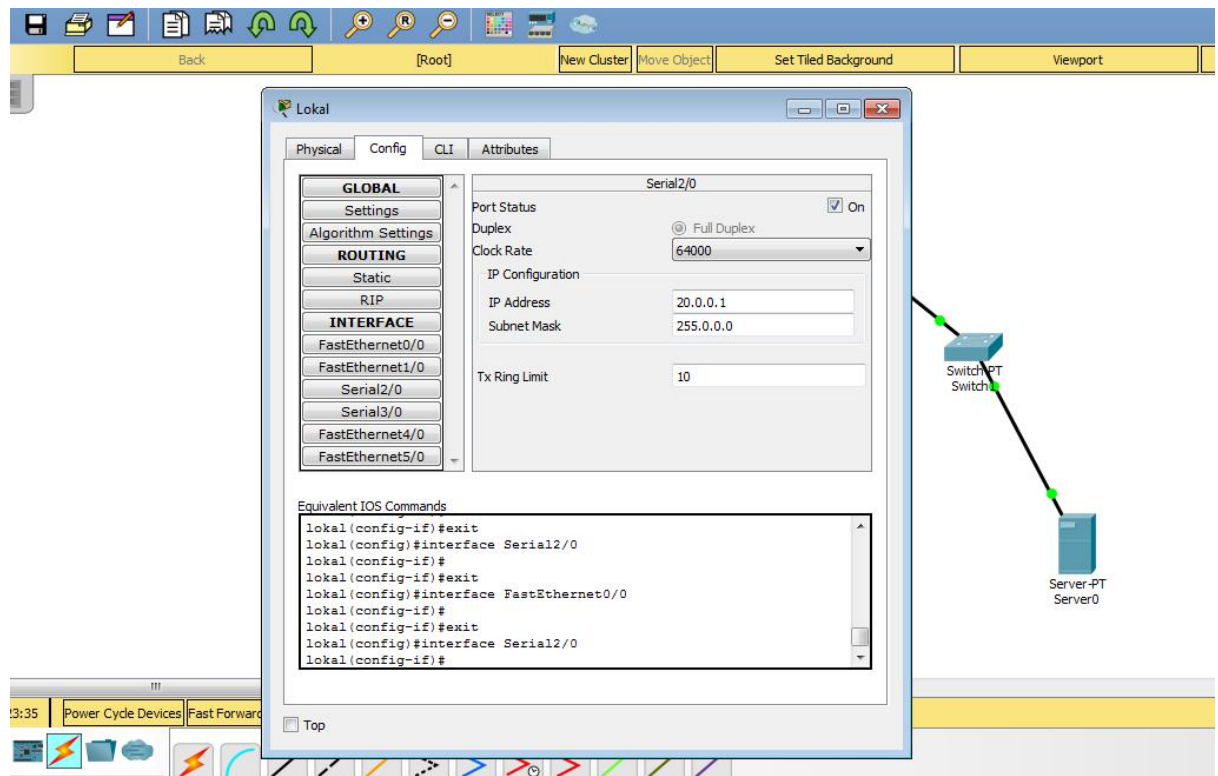 Back
[Root]
New Cluster
Move Object
Set Tiled Background
Viewport
Lokal
Physical
Config
CLI
Attributes
GLOBAL
Settings
Algorithm Settings
ROUTING
Static
RIP
INTERFACE
FastEthernet0/0
FastEthernet1/0
Serial2/0
Serial3/0
FastEthernet4/0
FastEthernet5/0
Serial2/0
Port Status
On
Duplex
Full Duplex
Clock Rate
64000
IP Configuration
IP Address
20.0.0.1
Subnet Mask
255.0.0.0
Tx Ring Limit
10
Equivalent IOS Commands
lokal(config-if)#exit
lokal(config)#interface Serial2/0
lokal(config-if)#
lokal(config-if)#exit
lokal(config)#interface FastEthernet0/0
lokal(config-if)#
lokal(config-if)#exit
lokal(config)#interface Serial2/0
lokal(config-if)#
Top
Switch-PT
Switch1
Server-PT
Server0
3:35
Power Cycle Devices
Fast Forward